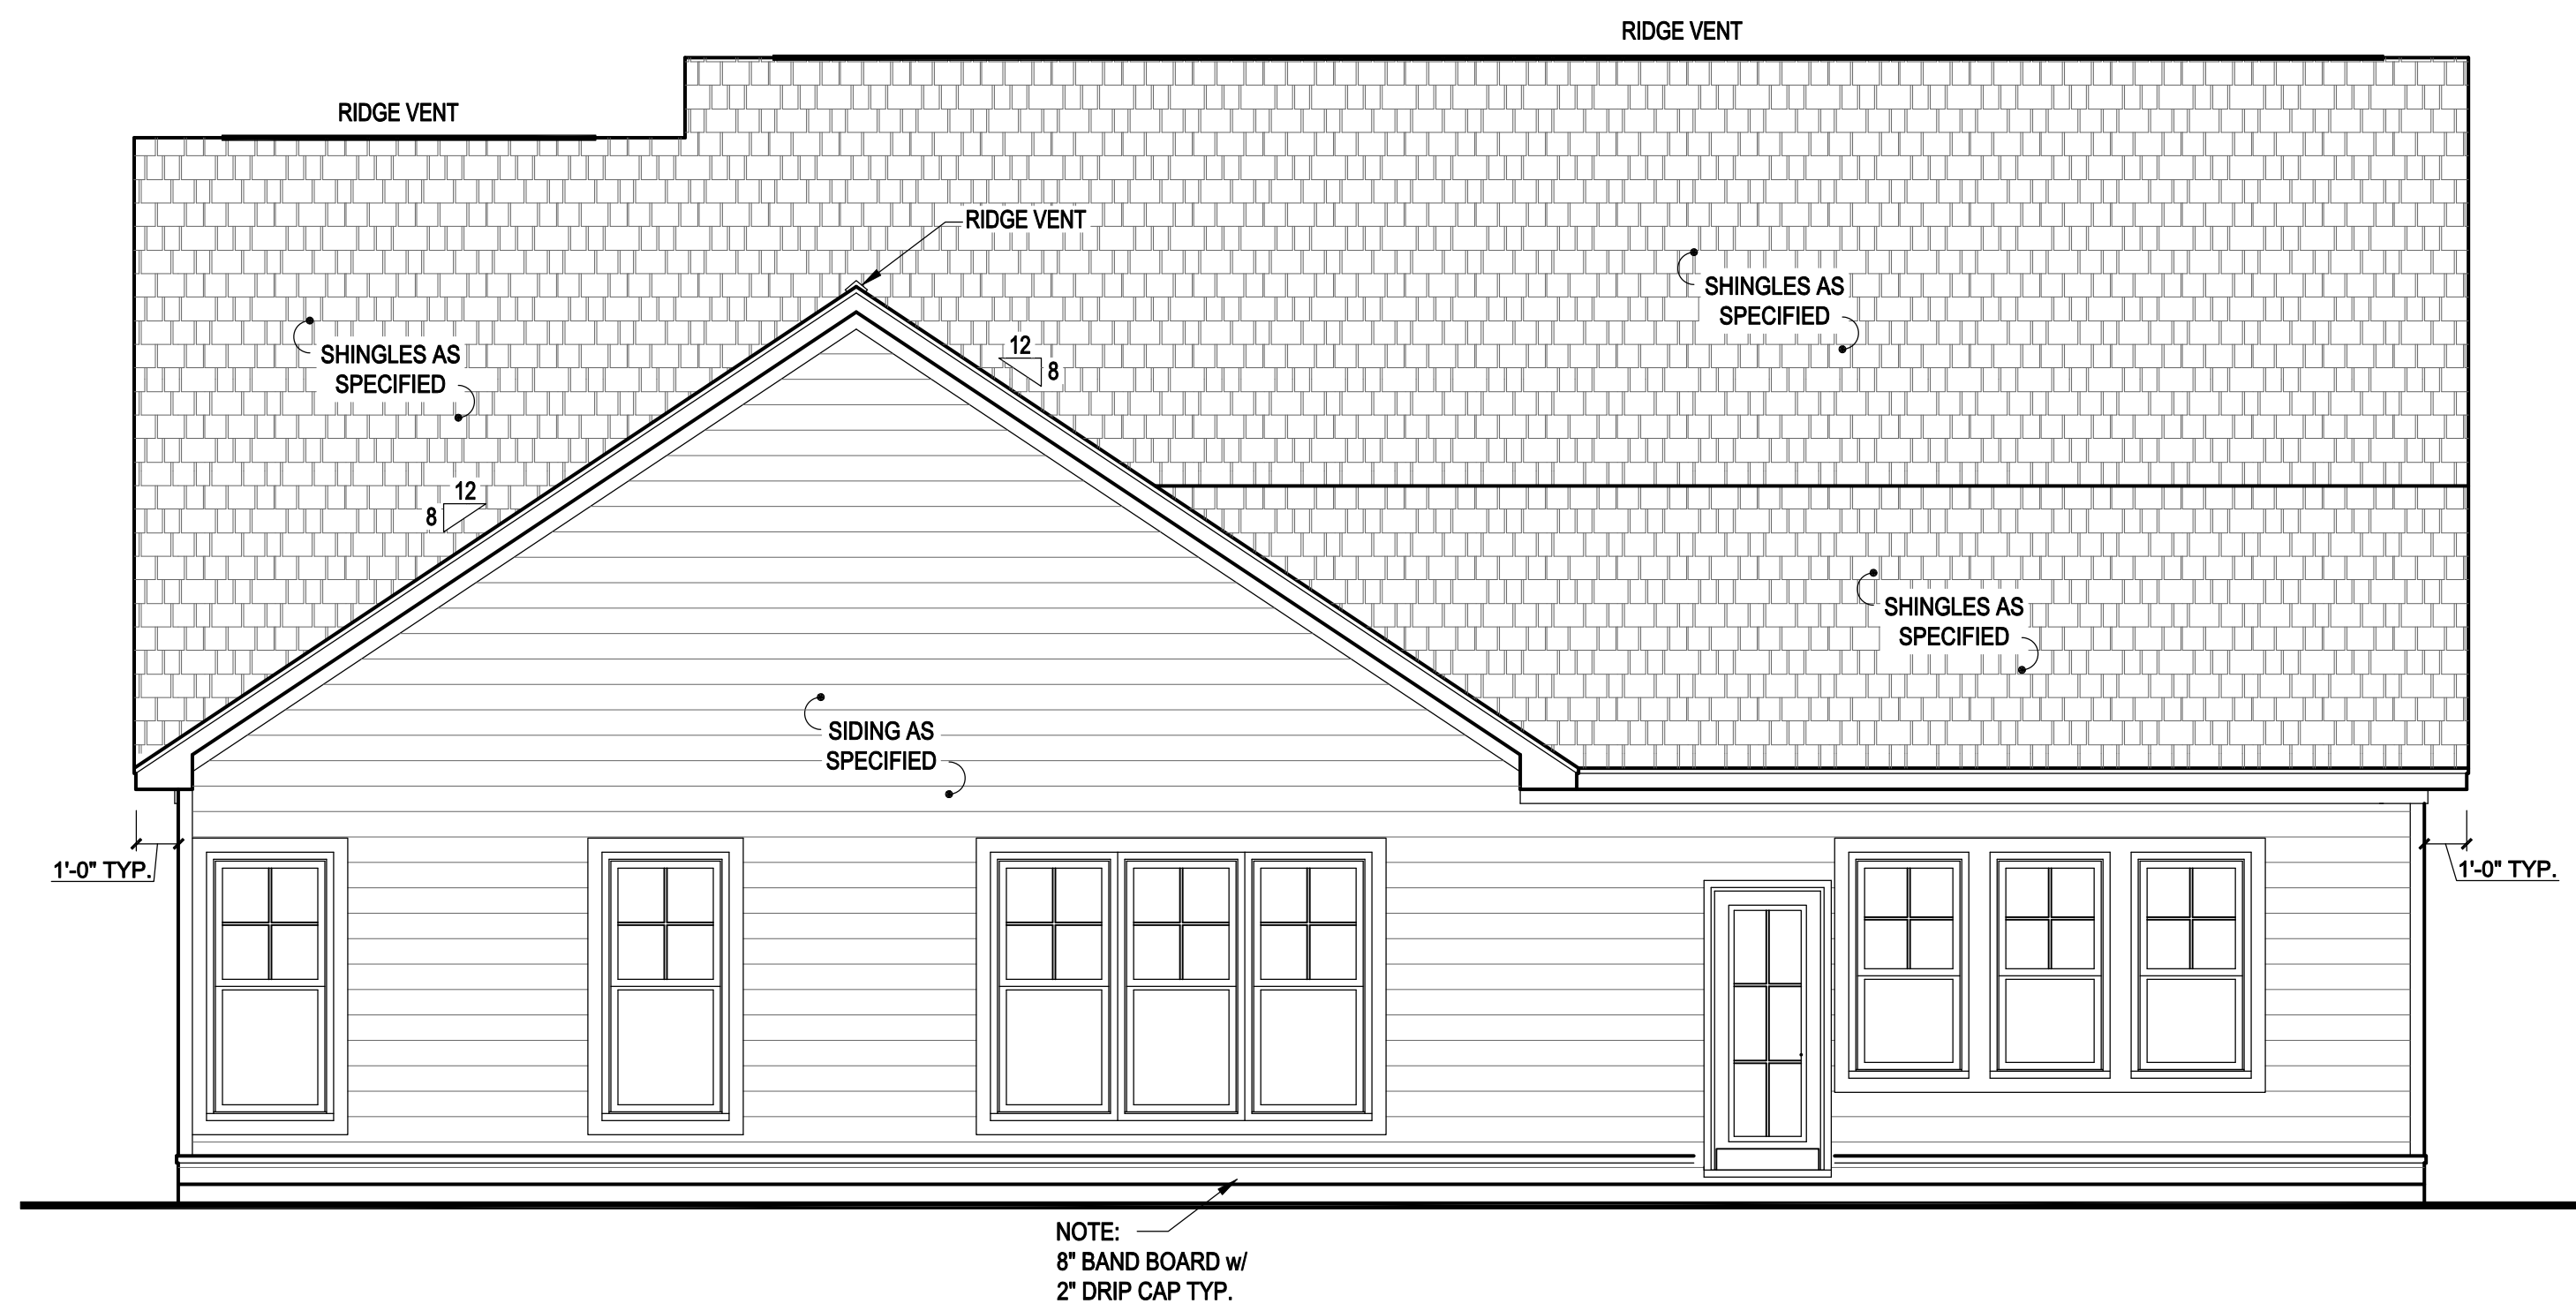 RIDGE VENT
RIDGE VENT
RIDGE VENT
SHINGLES AS
SPECIFIED
SHINGLES AS
SPECIFIED
12
8
12
8
SHINGLES AS
SPECIFIED
SIDING AS
SPECIFIED
1'-0" TYP.
1'-0" TYP.
NOTE:
8" BAND BOARD w/
2" DRIP CAP TYP.